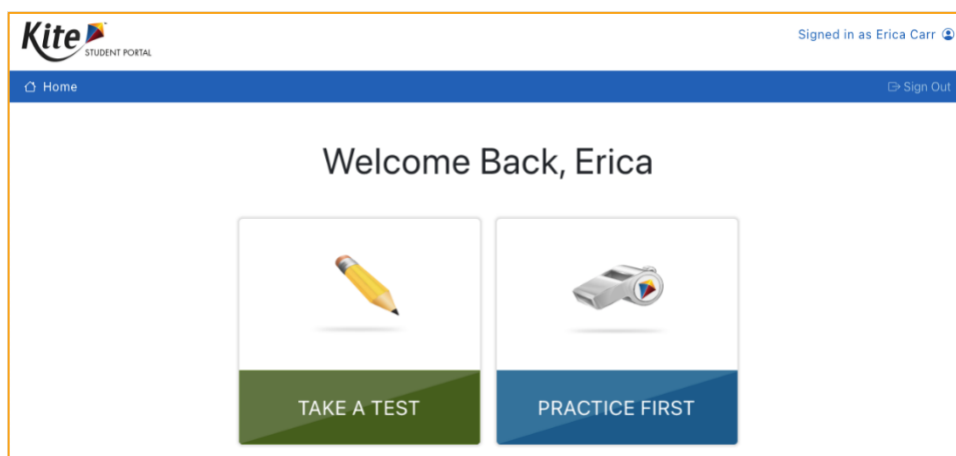 Kite
STUDENT PORTAL
Signed in as Erica Carr
Home
Sign Out
Welcome Back, Erica
TAKE A TEST
PRACTICE FIRST